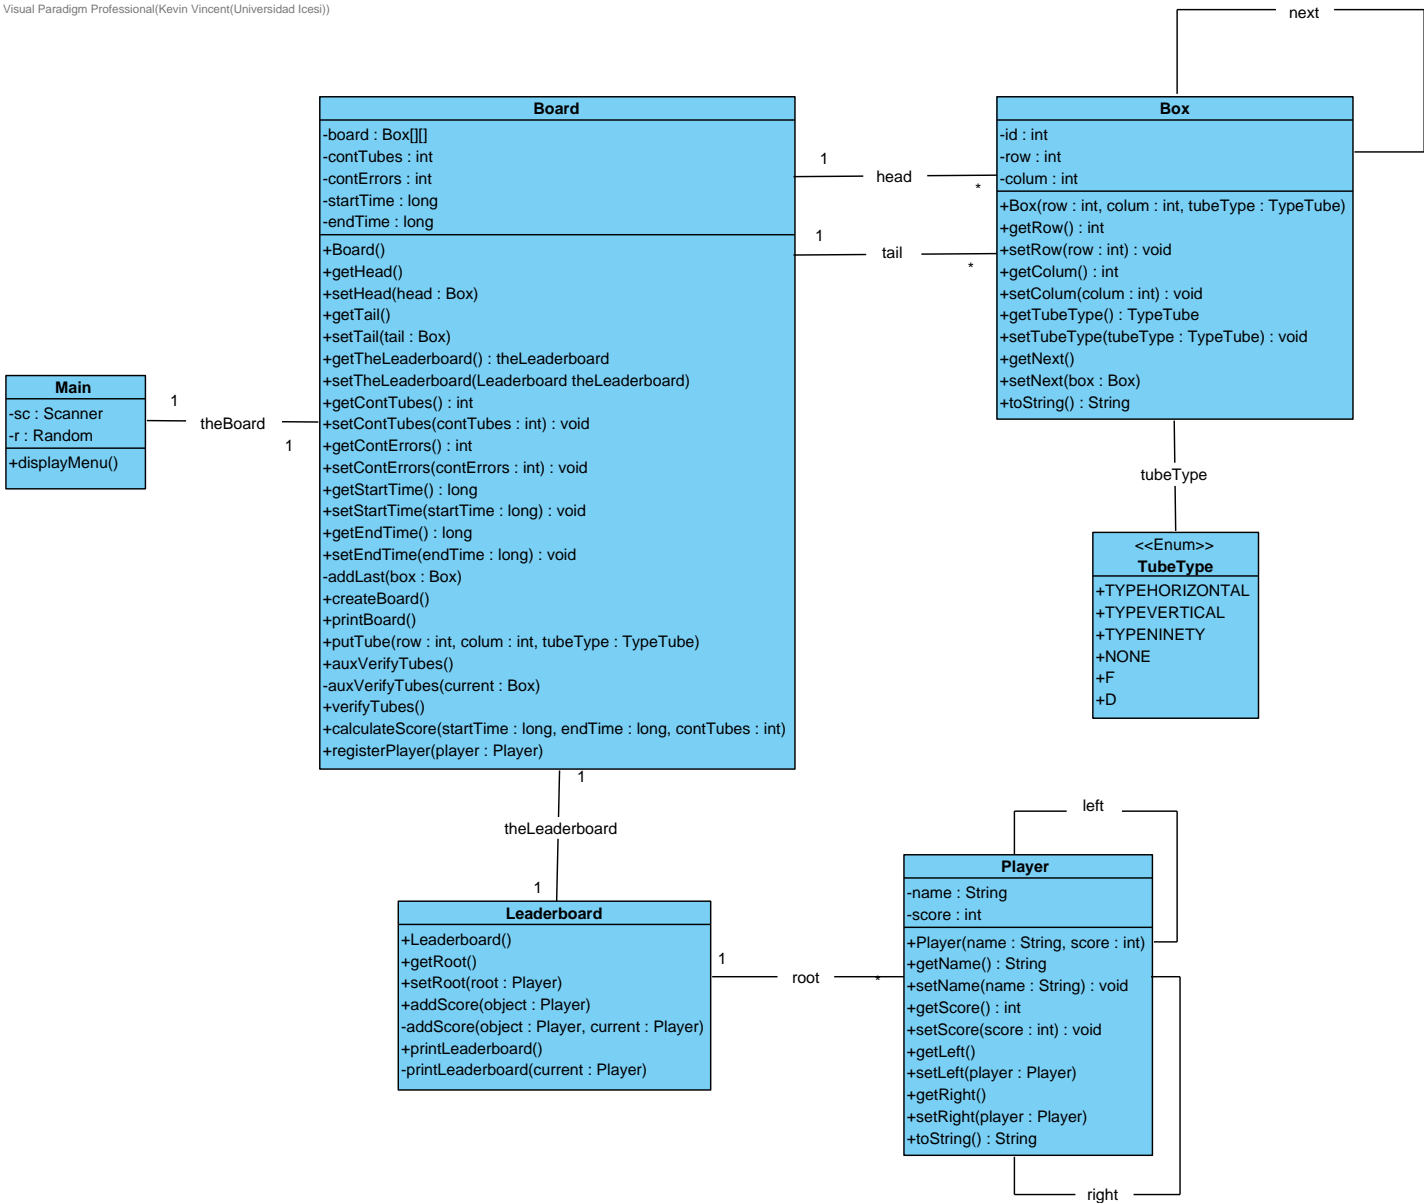 Visual Paradigm Professional(Kevin Vincent(Universidad Icesi))
next
Board
-board : Box[][]
-contTubes : int
-contErrors : int
-startTime : long
-endTime : long
+Board()
+getHead()
+setHead(head : Box)
+getTail()
+setTail(tail : Box)
+getTheLeaderboard() : theLeaderboard
+setTheLeaderboard(Leaderboard theLeaderboard)
+getContTubes() : int
+setContTubes(contTubes : int) : void
+getContErrors() : int
+setContErrors(contErrors : int) : void
+getStartTime() : long
+setStartTime(startTime : long) : void
+getEndTime() : long
+setEndTime(endTime : long) : void
-addLast(box : Box)
+createBoard()
+printBoard()
+putTube(row : int, colum : int, tubeType : TypeTube)
+auxVerifyTubes()
-auxVerifyTubes(current : Box)
+verifyTubes()
+calculateScore(startTime : long, endTime : long, contTubes : int)
+registerPlayer(player : Player)
1
head
*
1
tail
*
Box
-id : int
-row : int
-colum : int
+Box(row : int, colum : int, tubeType : TypeTube)
+getRow() : int
+setRow(row : int) : void
+getColum() : int
+setColum(colum : int) : void
+getTubeType() : TypeTube
+setTubeType(tubeType : TypeTube) : void
+getNext()
+setNext(box : Box)
+toString() : String
Main
-sc : Scanner
-r : Random
+displayMenu()
1
theBoard
1
tubeType
<<Enum>>
TubeType
+TYPEHORIZONTAL
+TYPEVERTICAL
+TYPENINETY
+NONE
+F
+D
1
theLeaderboard
1
Leaderboard
+Leaderboard()
+getRoot()
+setRoot(root : Player)
+addScore(object : Player)
-addScore(object : Player, current : Player)
+printLeaderboard()
-printLeaderboard(current : Player)
1
root
*
left
Player
-name : String
-score : int
+Player(name : String, score : int)
+getName() : String
+setName(name : String) : void
+getScore() : int
+setScore(score : int) : void
+getLeft()
+setLeft(player : Player)
+getRight()
+setRight(player : Player)
+toString() : String
right